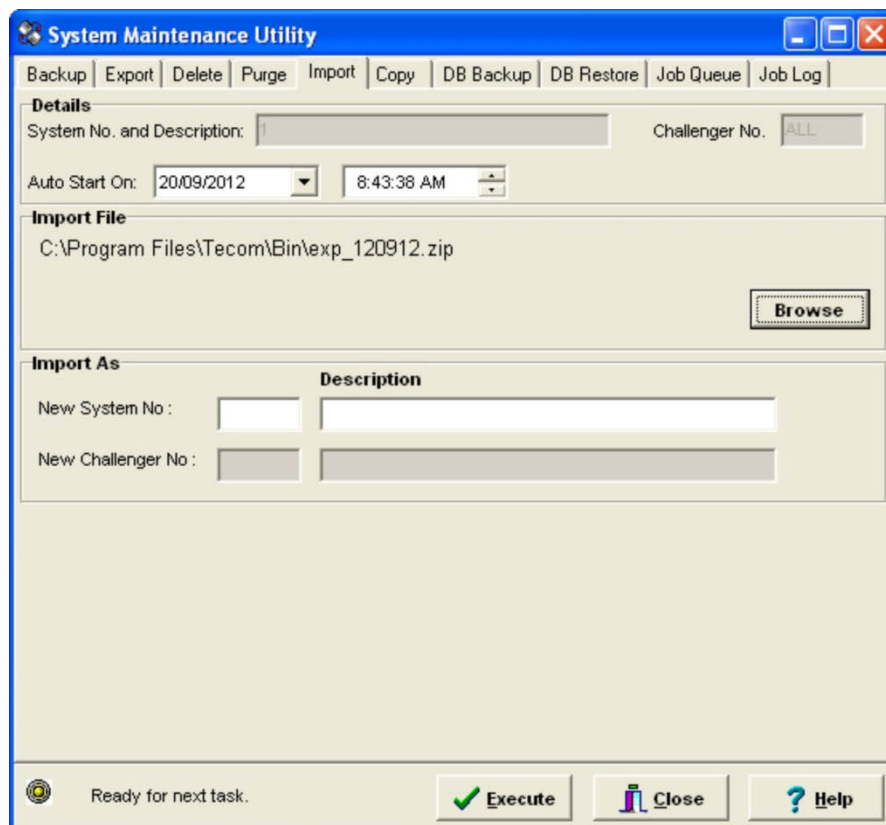 System Maintenance Utility
Backup Export Delete Purge Import Copy DB Backup DB Restore Job Queue Job Log
Details
System No. and Description: 1 Challenger No. ALL
Auto Start On: 20/09/2012 8:43:38 AM
Import File
C:\Program Files\Tecom\Bin\exp_120912.zip
Browse
Import As
Description
New System No :
New Challenger No :
Ready for next task. Execute Close Help